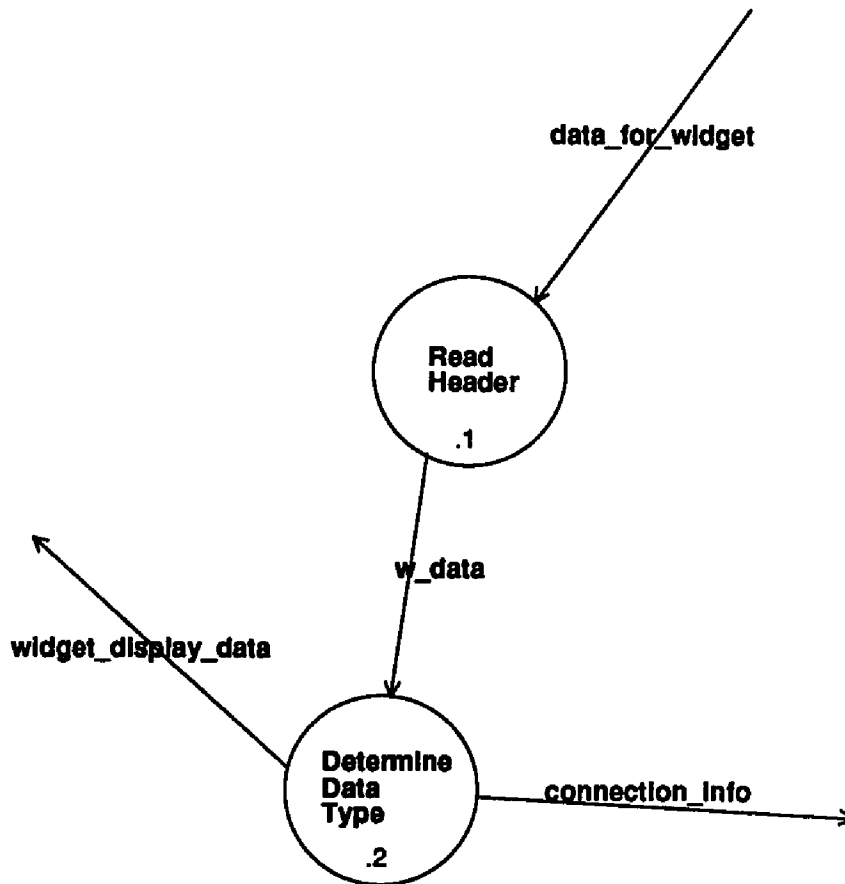 data_for_widget
Read
Header
.1
w_data
widget_display_data
Determine
Data
Type
.2
connection_info